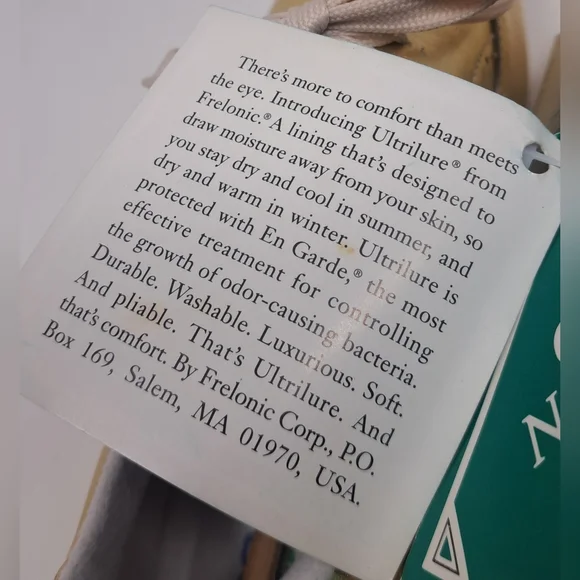 There's more to comfort than meets
the eye. Introducing Ultrilure® from
Frelonic.® A lining that's designed to
draw moisture away from your skin, so
you stay dry and cool in summer, and
dry and warm in winter. Ultrilure is
protected with En Garde,® the most
effective treatment for controlling
the growth of odor-causing bacteria.
Durable. Washable. Luxurious. Soft.
And pliable. That's Ultrilure. And
that's comfort. By Frelonic Corp., P.O.
Box 169, Salem, MA 01970, USA.